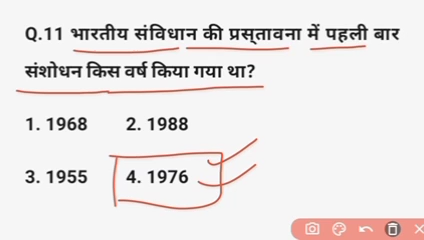 Q.11 भारतीय संविधान की प्रस्तावना में पहली बार
संशोधन किस वर्ष किया गया था?
1. 1968 2. 1988
3. 1955 4. 1976